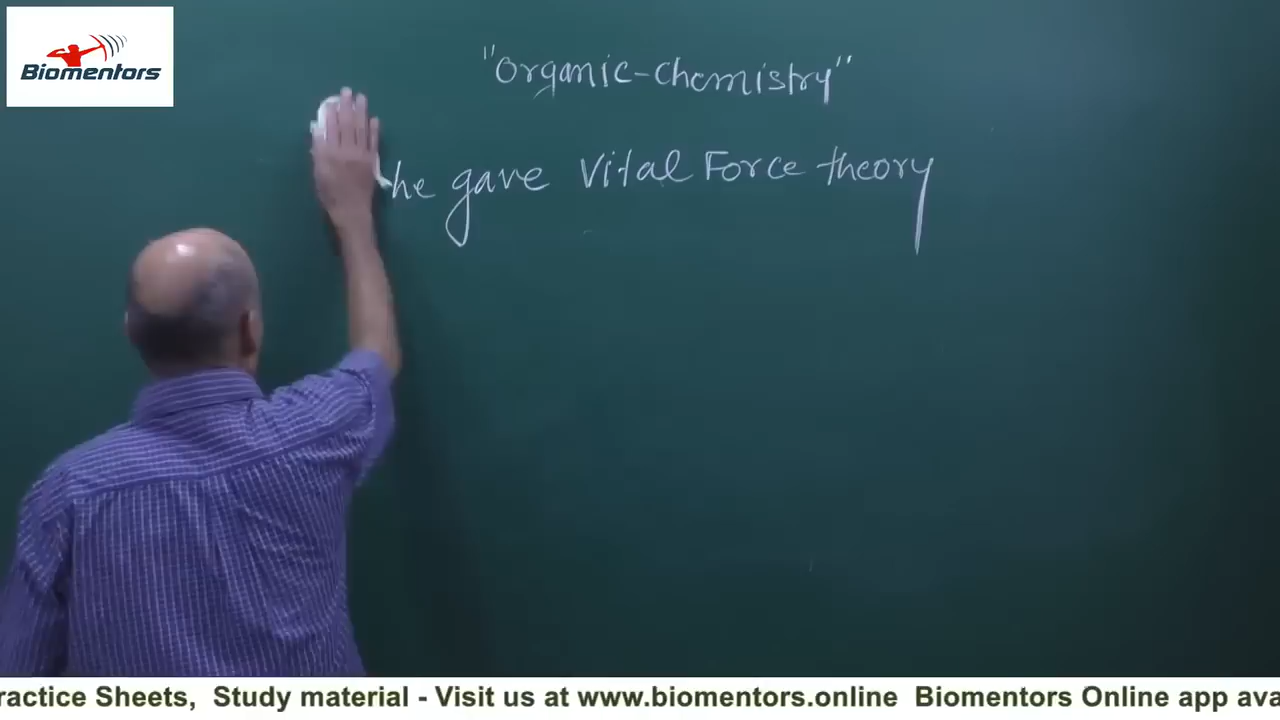 Biomentors
"Organic-chemistry"
he gave Vital Force theory
ractice Sheets, Study material - Visit us at www.biomentors.online Biomentors Online app ava